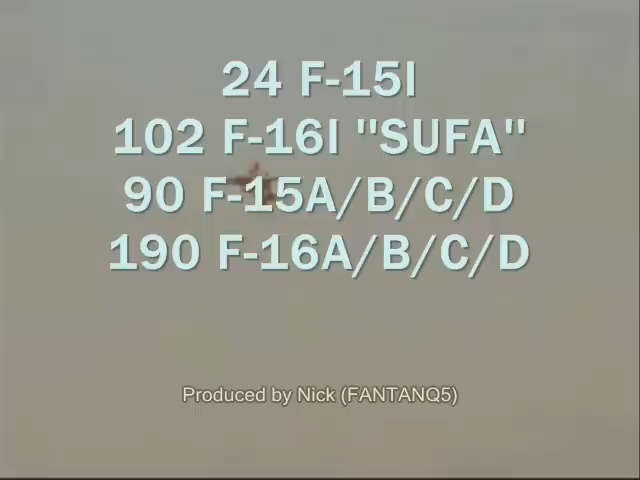 24 F-15I
102 F-16I "SUFA"
90 F-15A/B/C/D
190 F-16A/B/C/D
Produced by Nick (FANTANQ5)